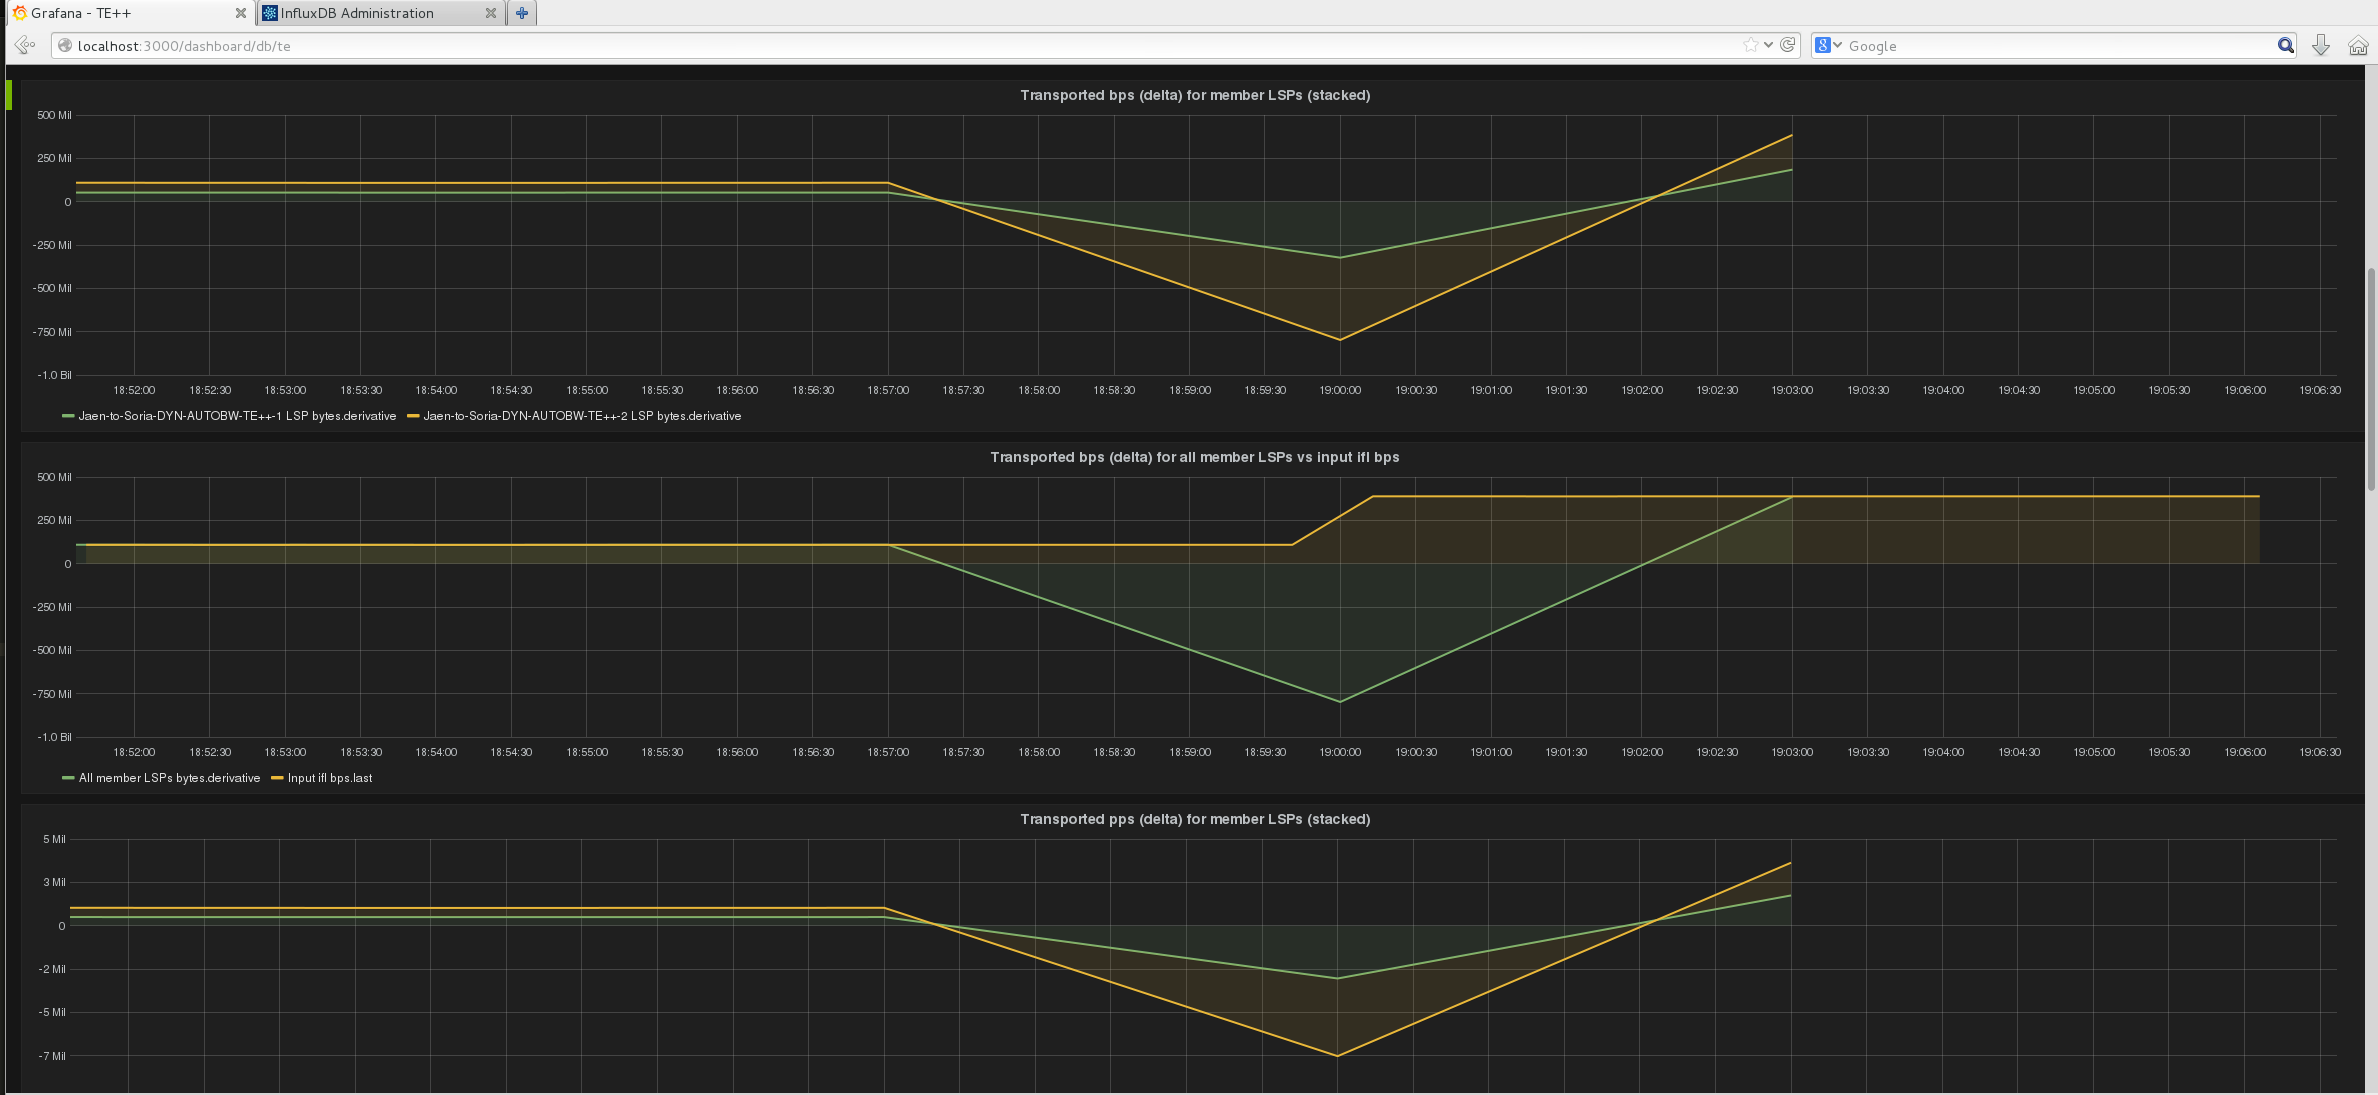 Grafana - TE++
InfluxDB Administration
localhost:3000/dashboard/db/te
Google
Transported bps (delta) for member LSPs (stacked)
500 Mil
250 Mil
0
-250 Mil
-500 Mil
-750 Mil
-1.0 Bil
18:52:00 18:52:30 18:53:00 18:53:30 18:54:00 18:54:30 18:55:00 18:55:30 18:56:00 18:56:30 18:57:00 18:57:30 18:58:00 18:58:30 18:59:00 18:59:30 19:00:00 19:00:30 19:01:00 19:01:30 19:02:00 19:02:30 19:03:00 19:03:30 19:04:00 19:04:30 19:05:00 19:05:30 19:06:00 19:06:30
Jaen-to-Soria-DYN-AUTOBW-TE++-1 LSP bytes.derivative Jaen-to-Soria-DYN-AUTOBW-TE++-2 LSP bytes.derivative
Transported bps (delta) for all member LSPs vs input ifl bps
500 Mil
250 Mil
0
-250 Mil
-500 Mil
-750 Mil
-1.0 Bil
18:52:00 18:52:30 18:53:00 18:53:30 18:54:00 18:54:30 18:55:00 18:55:30 18:56:00 18:56:30 18:57:00 18:57:30 18:58:00 18:58:30 18:59:00 18:59:30 19:00:00 19:00:30 19:01:00 19:01:30 19:02:00 19:02:30 19:03:00 19:03:30 19:04:00 19:04:30 19:05:00 19:05:30 19:06:00 19:06:30
All member LSPs bytes.derivative Input ifl bps.last
Transported pps (delta) for member LSPs (stacked)
5 Mil
3 Mil
0
-2 Mil
-5 Mil
-7 Mil